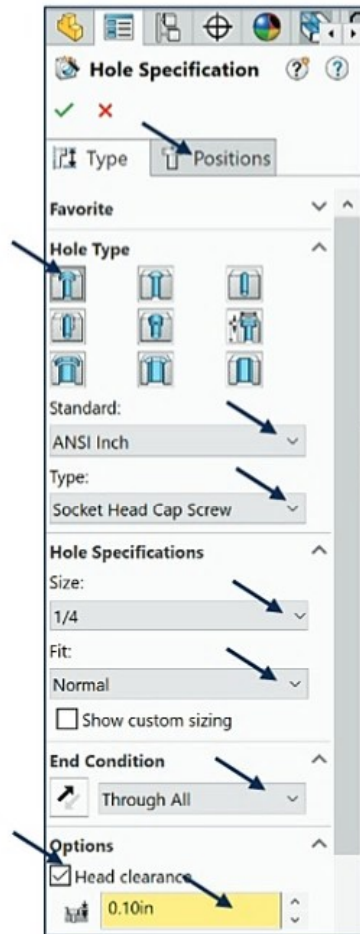 Hole Specification
Type
Positions
Favorite
Hole Type
Standard:
ANSI Inch
Type:
Socket Head Cap Screw
Hole Specifications
Size:
1/4
Fit:
Normal
Show custom sizing
End Condition
Through All
Options
Head clearance
0.10in